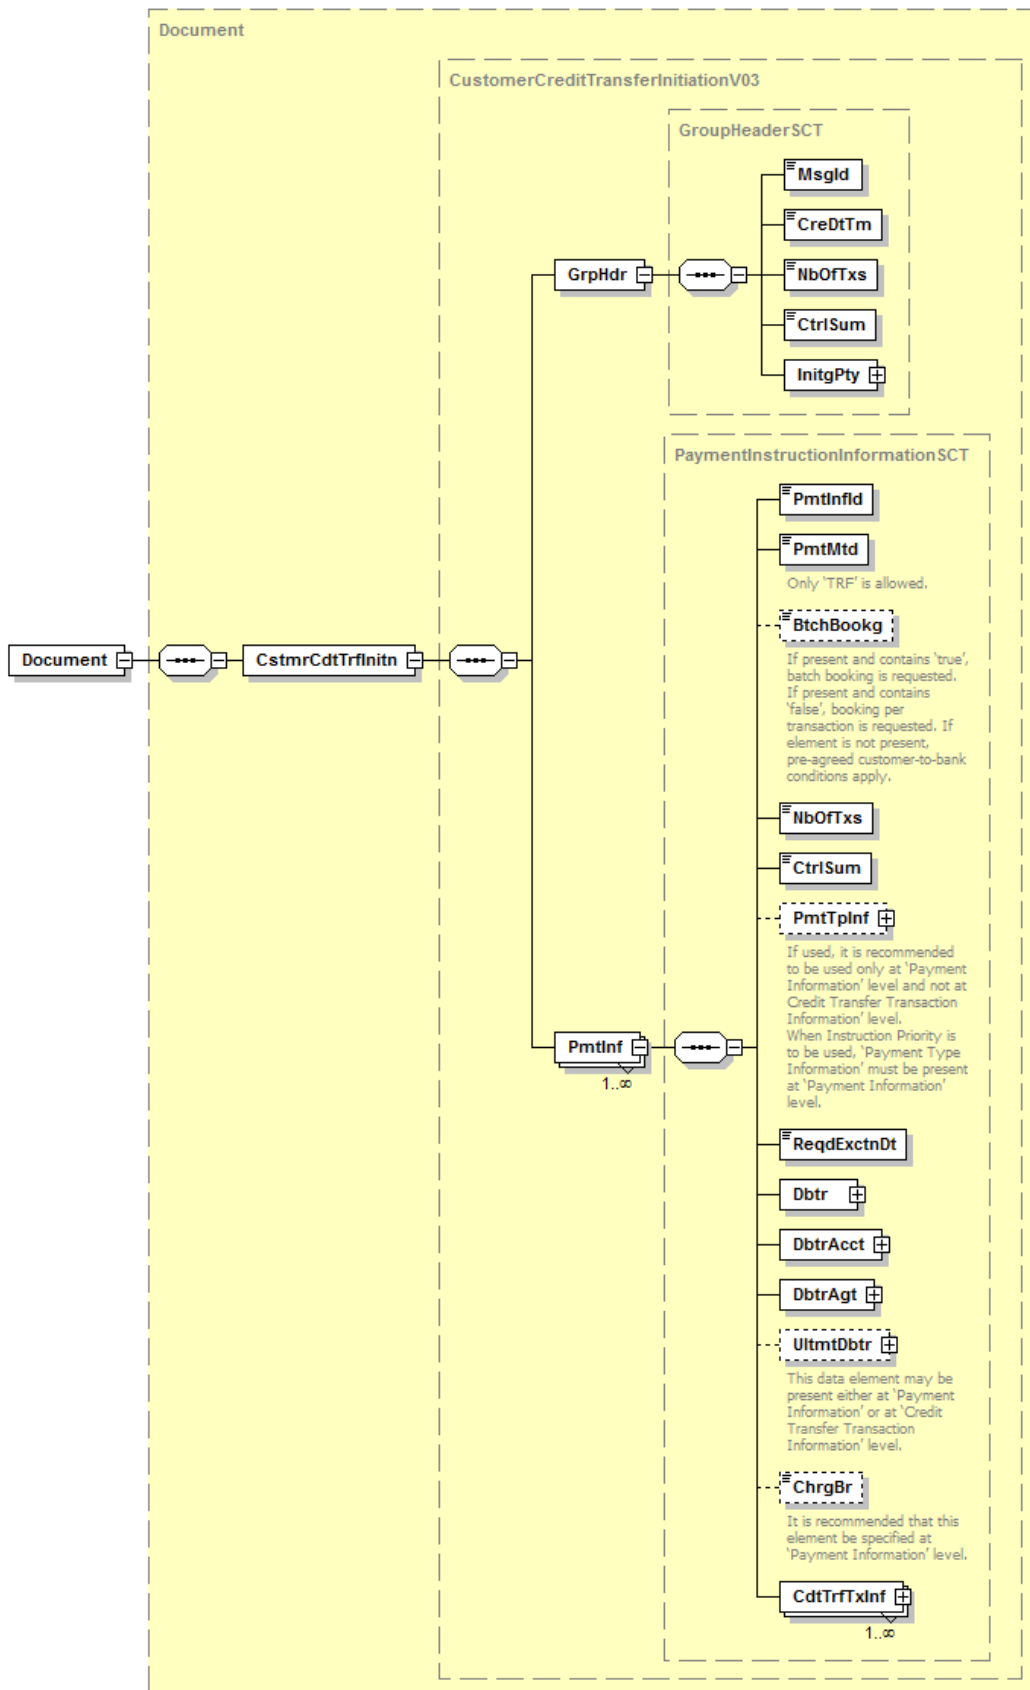 Document
CustomerCreditTransferInitiationV03
GroupHeaderSCT
MsgId
CreDtTm
GrpHdr
NbOfTxs
CtrlSum
InitgPty
PaymentInstructionInformationSCT
PmtInfId
PmtMtd
Only 'TRF' is allowed.
BtchBookg
Document
CstmrCdtTrfInitn
If present and contains 'true',
batch booking is requested.
If present and contains
'false', booking per
transaction is requested. If
element is not present,
pre-agreed customer-to-bank
conditions apply.
NbOfTxs
CtrlSum
PmtTpInf
If used, it is recommended
to be used only at 'Payment
Information' level and not at
Credit Transfer Transaction
Information' level.
When Instruction Priority is
to be used, 'Payment Type
Information' must be present
at 'Payment Information'
level.
PmtInf
1..∞
ReqdExctnDt
Dbtr
DbtrAcct
DbtrAgt
UltmtDbtr
This data element may be
present either at 'Payment
Information' or at 'Credit
Transfer Transaction
Information' level.
ChrgBr
It is recommended that this
element be specified at
'Payment Information' level.
CdtTrfTxInf
1..∞